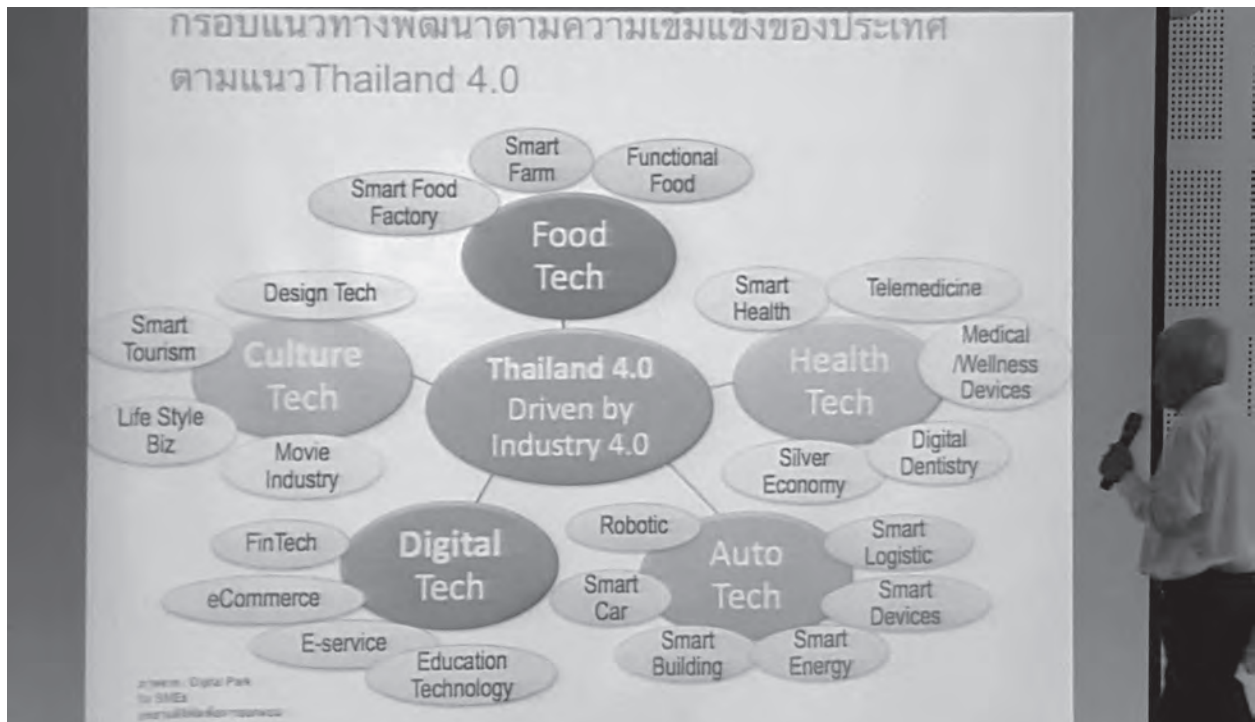 กรอบแนวทางพัฒนาตามความเข้มแข็งของประเทศ
ตามแนวThailand 4.0
Smart
Farm
Functional
Food
Smart Food
Factory
Food
Tech
Design Tech
Smart
Tourism
Culture
Tech
Life Style
Biz
Movie
Industry
Thailand 4.0
Driven by
Industry 4.0
Smart
Health
Telemedicine
Health
Tech
Medical
/Wellness
Devices
Digital
Dentistry
Silver
Economy
FinTech
Digital
Tech
eCommerce
E-service
Education
Technology
Robotic
Auto
Tech
Smart
Logistic
Smart
Car
Smart
Devices
Smart
Building
Smart
Energy
Digital Park
for SMEs